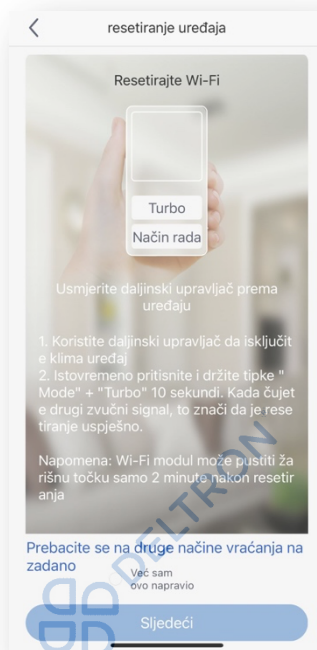 resetiranje uređaja
Resetirajte Wi-Fi
Turbo
Način rada
Usmjerite daljinski upravljač prema
uređaju
1. Koristite daljinski upravljač da isključit
e klima uređaj
2. Istovremeno pritisnite i držite tipke "
Mode" + "Turbo" 10 sekundi. Kada čujet
e drugi zvučni signal, to znači da je rese
tiranje uspješno.
Napomena: Wi-Fi modul može pustiti ža
rišnu točku samo 2 minuta nakon resetir
anja
DELTRON
Prebacite se na druge načine vraćanja na
zadano
Već sam
ovo napravio
Sljedeći